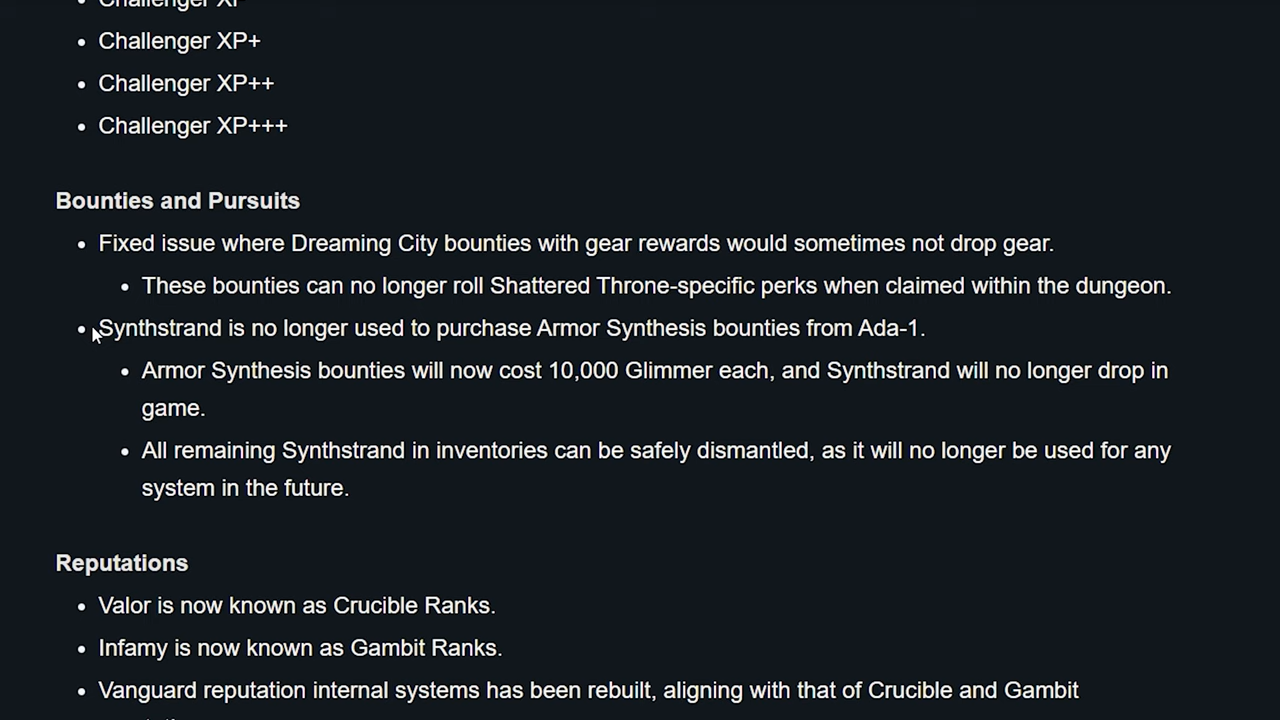 Challenger XP
Challenger XP+
Challenger XP++
Challenger XP+++
Bounties and Pursuits
Fixed issue where Dreaming City bounties with gear rewards would sometimes not drop gear.
These bounties can no longer roll Shattered Throne-specific perks when claimed within the dungeon.
Synthstrand is no longer used to purchase Armor Synthesis bounties from Ada-1.
Armor Synthesis bounties will now cost 10,000 Glimmer each, and Synthstrand will no longer drop in
game.
All remaining Synthstrand in inventories can be safely dismantled, as it will no longer be used for any
system in the future.
Reputations
Valor is now known as Crucible Ranks.
Infamy is now known as Gambit Ranks.
Vanguard reputation internal systems has been rebuilt, aligning with that of Crucible and Gambit